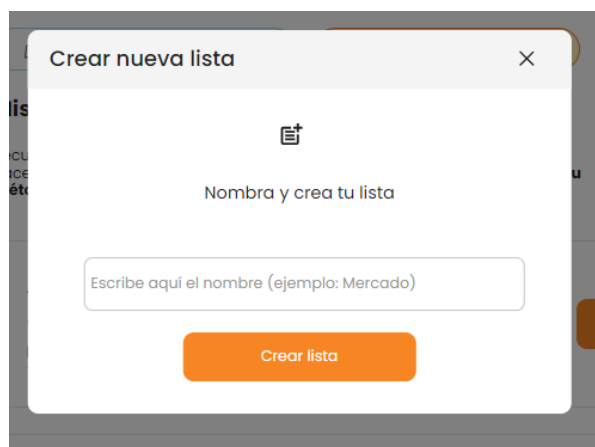 Crear nueva lista
Nombra y crea tu lista
Escribe aquí el nombre (ejemplo: Mercado)
Crear lista